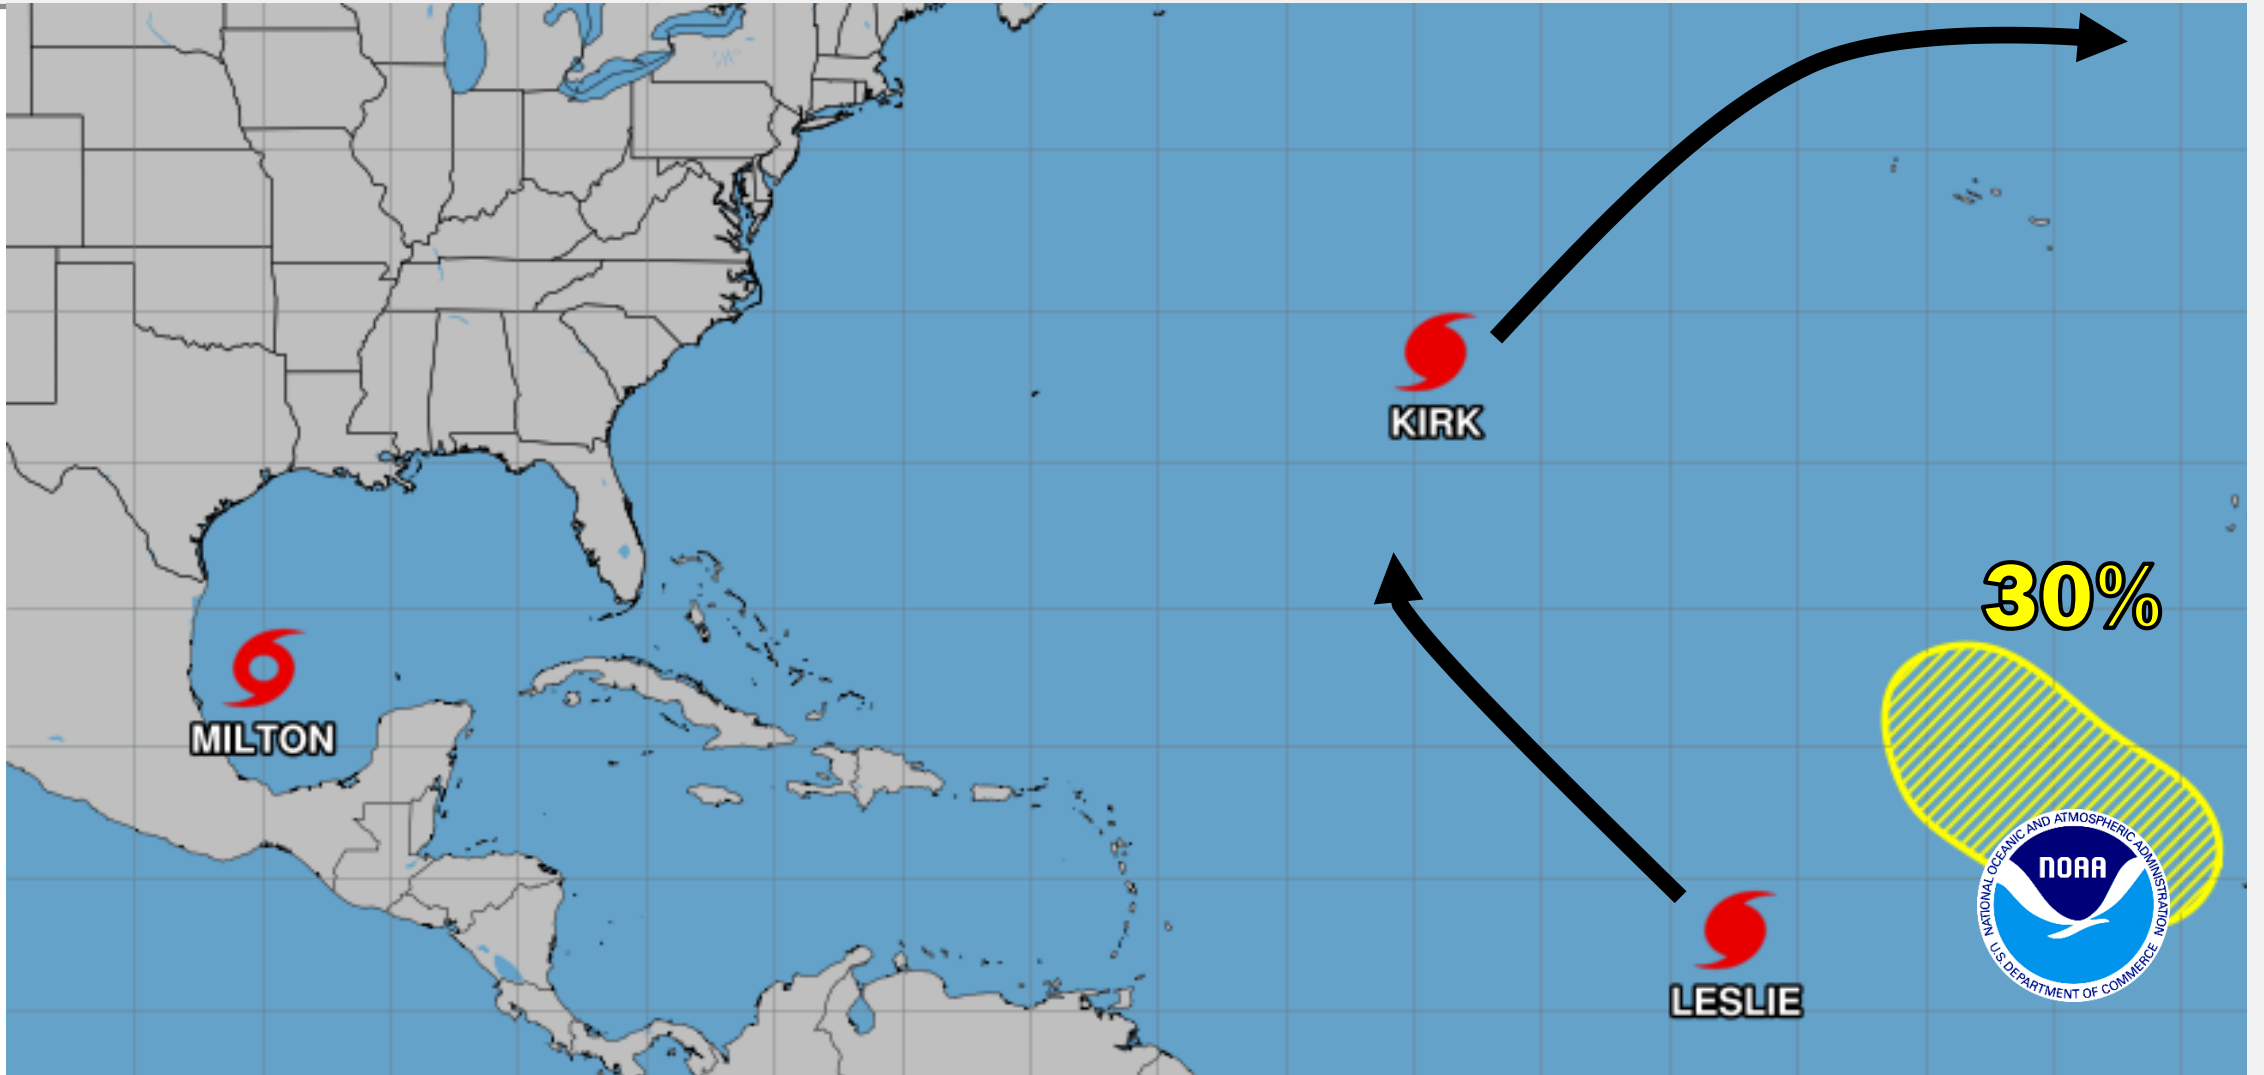 KIRK
30%
MILTON
LESLIE
NATIONAL OCEANIC AND ATMOSPHERIC ADMINISTRATION
NOAA
U.S. DEPARTMENT OF COMMERCE